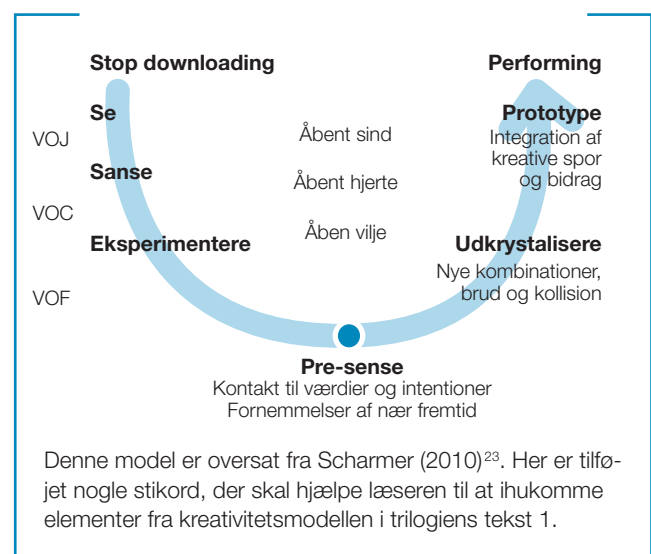 Stop downloading
Performing
Se
Prototype
VOJ
Åbent sind
Integration af
kreative spor
og bidrag
Sanse
Åbent hjerte
VOC
Åben vilje
Eksperimentere
Udkrystalisere
Nye kombinationer,
brud og kollision
VOF
Pre-sense
Kontakt til værdier og intentioner
Fornemmelser af nær fremtid
Denne model er oversat fra Scharmer (2010)²³. Her er tilfø-
jet nogle stikord, der skal hjælpe læseren til at ihukomme
elementer fra kreativitetsmodellen i trilogiens tekst 1.